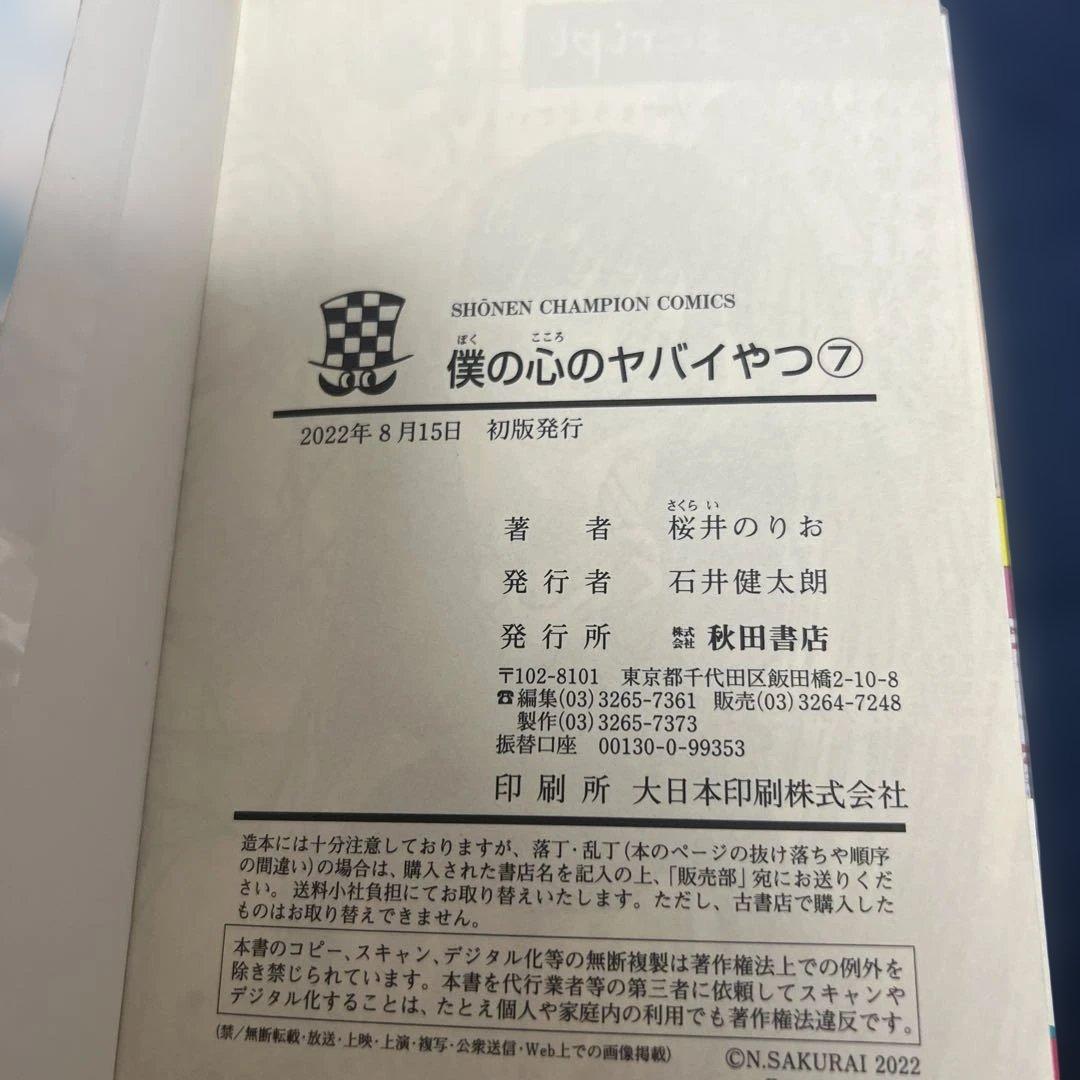 SHŌNEN CHAMPION COMICS
僕の心のヤバイやつ⑦
ぼく こころ
2022年8月15日 初版発行
著者 桜井のりお
さくらい
発行者 石井健太朗
発行所 株式会社 秋田書店
〒102-8101 東京都千代田区飯田橋2-10-8
☎編集(03)3265-7361 販売(03)3264-7248
製作(03)3265-7373
振替口座 00130-0-99353
印刷所 大日本印刷株式会社
造本には十分注意しておりますが、落丁・乱丁(本のページの抜け落ちや順序
の間違い)の場合は、購入された書店名を記入の上、「販売部」宛にお送りくだ
さい。送料小社負担にてお取り替えいたします。ただし、古書店で購入した
ものはお取り替えできません。
本書のコピー、スキャン、デジタル化等の無断複製は著作権法上での例外を
除き禁じられています。本書を代行業者等の第三者に依頼してスキャンや
デジタル化することは、たとえ個人や家庭内の利用でも著作権法違反です。
(禁/無断転載・放送・上映・上演・複写・公衆送信・Web上での画像掲載)
©N.SAKURAI 2022